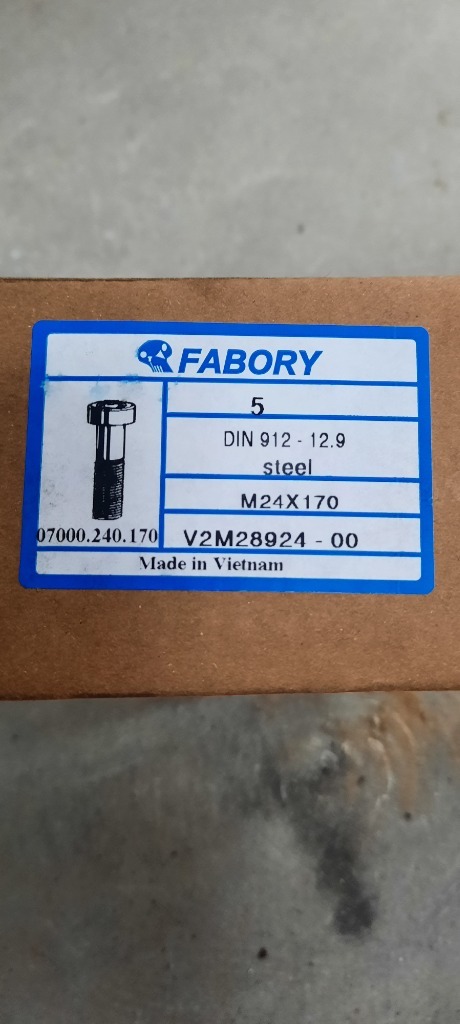 FABORY
5
DIN 912 - 12.9
steel
M24X170
07000.240.170
V2M28924 - 00
Made in Vietnam